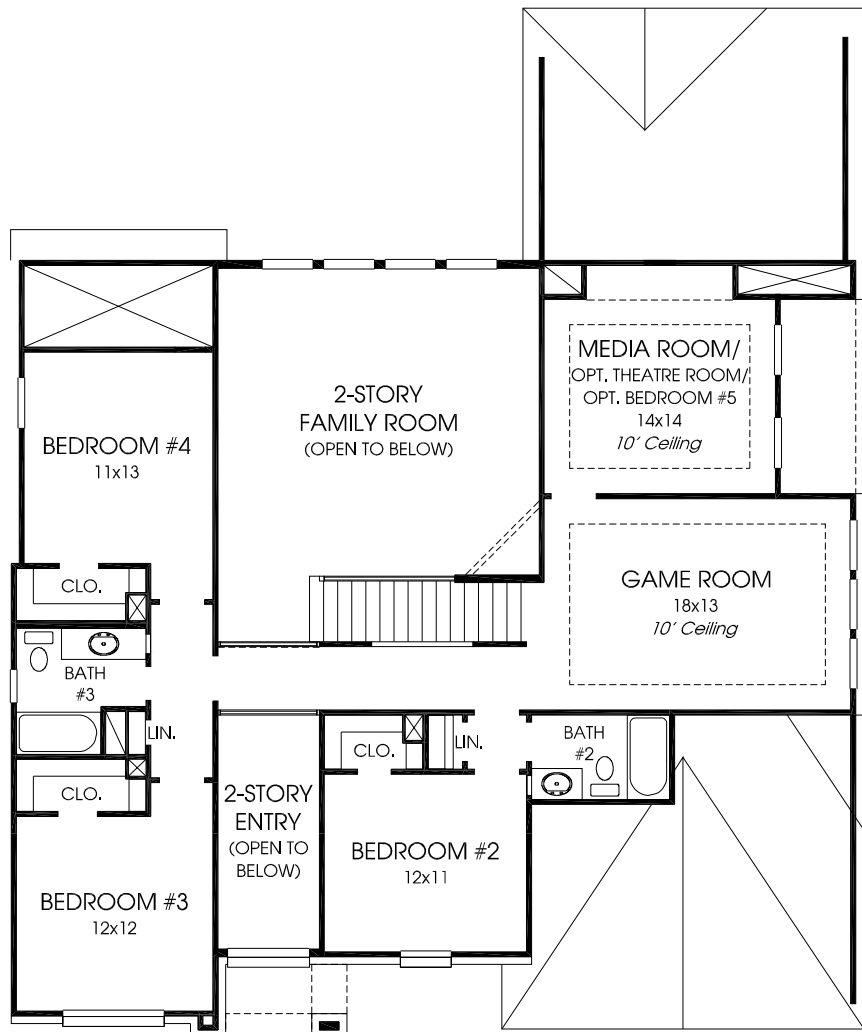 MEDIA ROOM/
OPT. THEATRE ROOM/
OPT. BEDROOM #5
14x14
10' Ceiling
2-STORY
FAMILY ROOM
(OPEN TO BELOW)
BEDROOM #4
11x13
CLO.
GAME ROOM
18x13
10' Ceiling
BATH
#3
LIN.
CLO.
2-STORY
ENTRY
(OPEN TO
BELOW)
CLO.
LIN.
BATH
#2
BEDROOM #2
12x11
BEDROOM #3
12x12